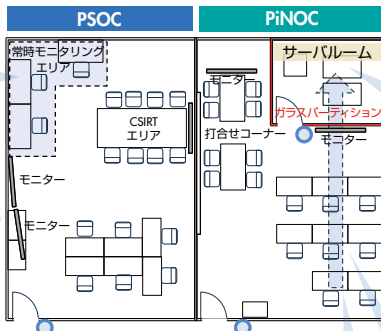 PSOC
PiNOC
常時モニタリング
エリア
モニター
サーバルーム
CSIRT
エリア
打合せコーナー
ガラスパーティション
モニター
モニター
モニター